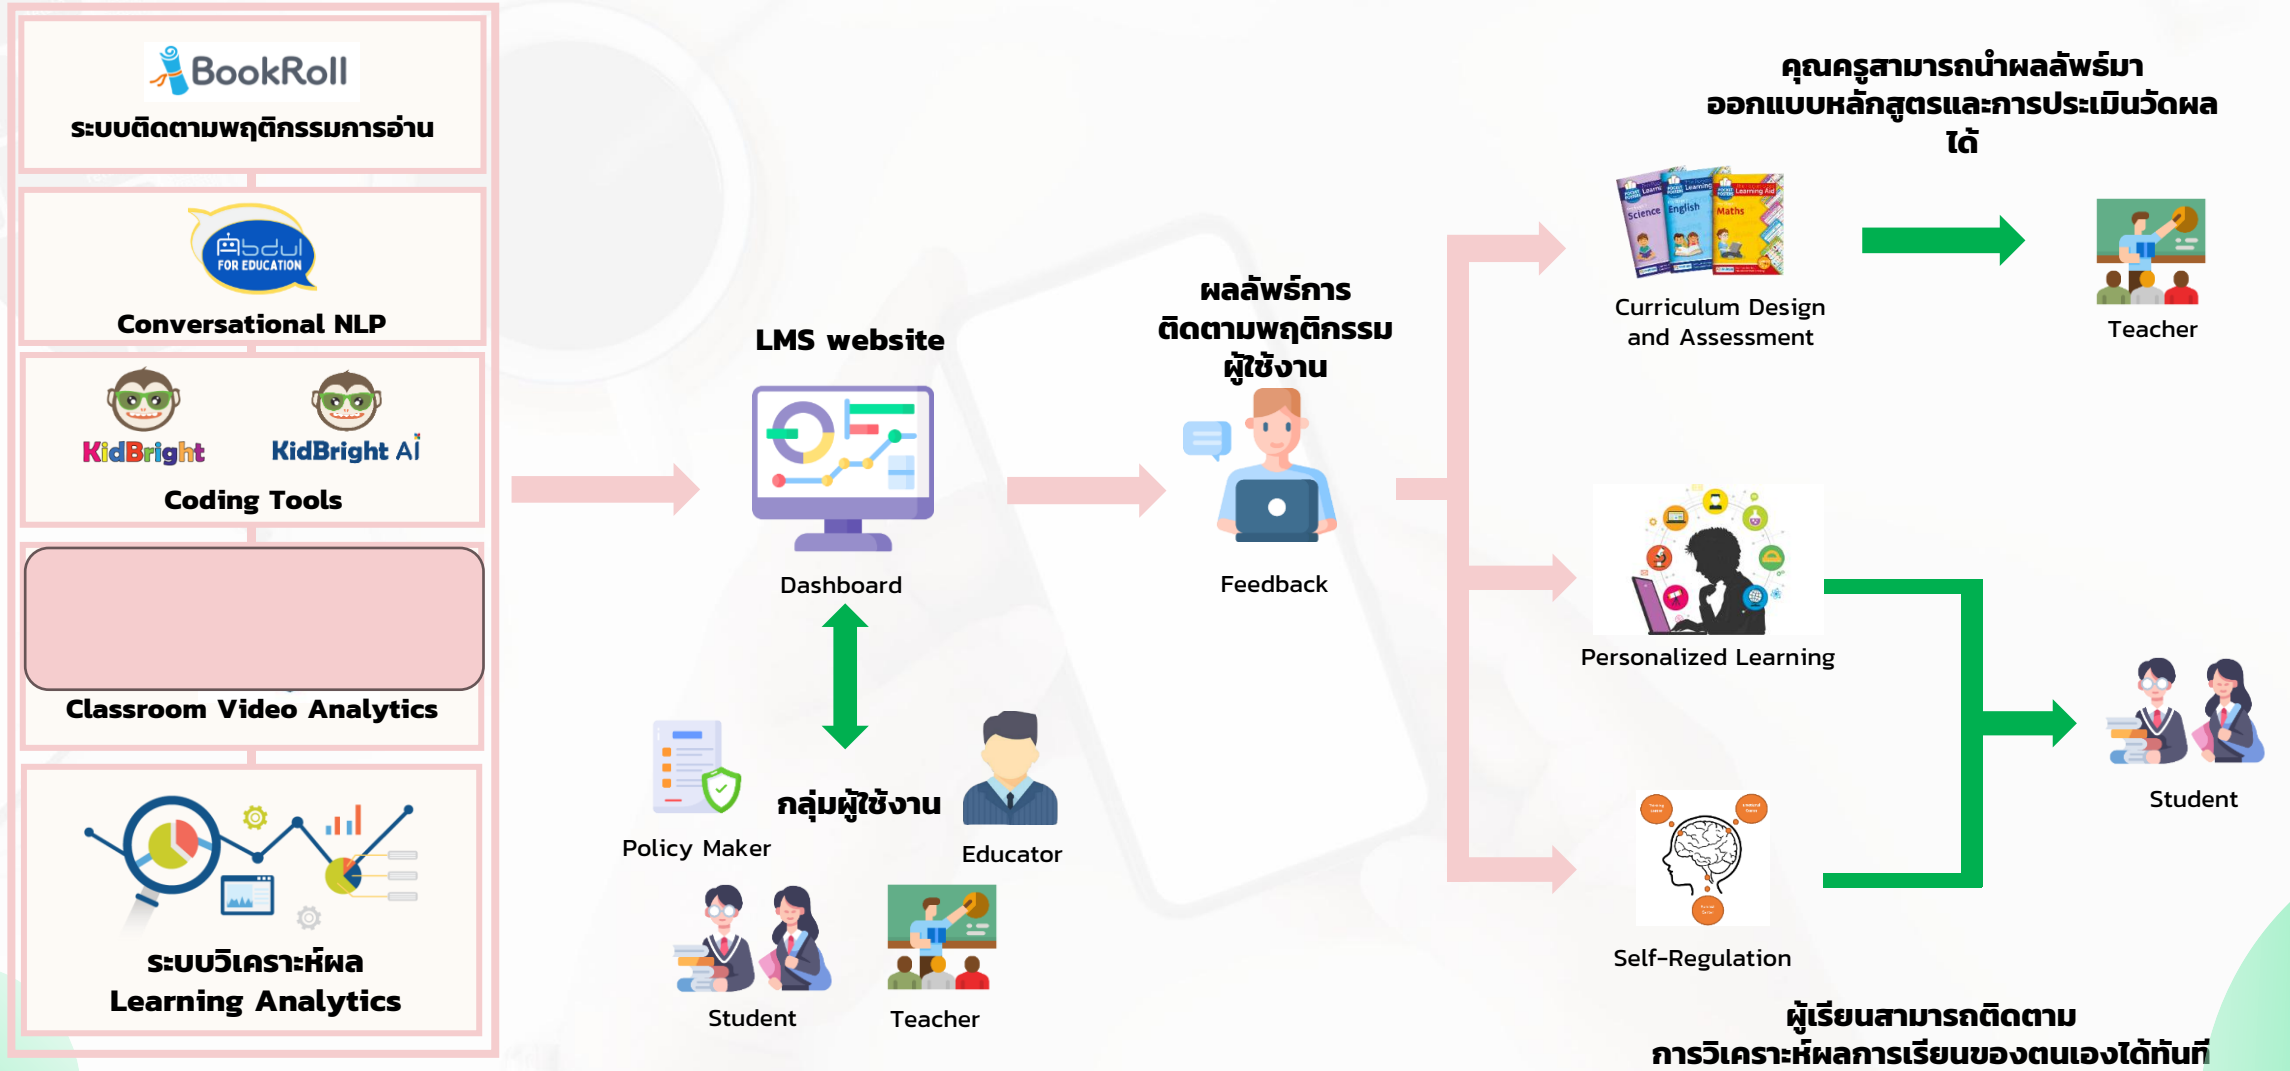 BookRoll
ระบบติดตามพฤติกรรมการอ่าน
Abdul
FOR EDUCATION
Conversational NLP
KidBright
KidBright AI
Coding Tools
Classroom Video Analytics
ระบบวิเคราะห์ผล
Learning Analytics
LMS website
Dashboard
กลุ่มผู้ใช้งาน
Policy Maker
Educator
Student
Teacher
ผลลัพธ์การ
ติดตามพฤติกรรม
ผู้ใช้งาน
Feedback
คุณครูสามารถนำผลลัพธ์มา
ออกแบบหลักสูตรและการประเมินวัดผล
ได้
Science
English
Learning
Learning Aid
Maths
Curriculum Design
and Assessment
Teacher
Personalized Learning
Self-Regulation
Student
ผู้เรียนสามารถติดตาม
การวิเคราะห์ผลการเรียนของตนเองได้ทันที